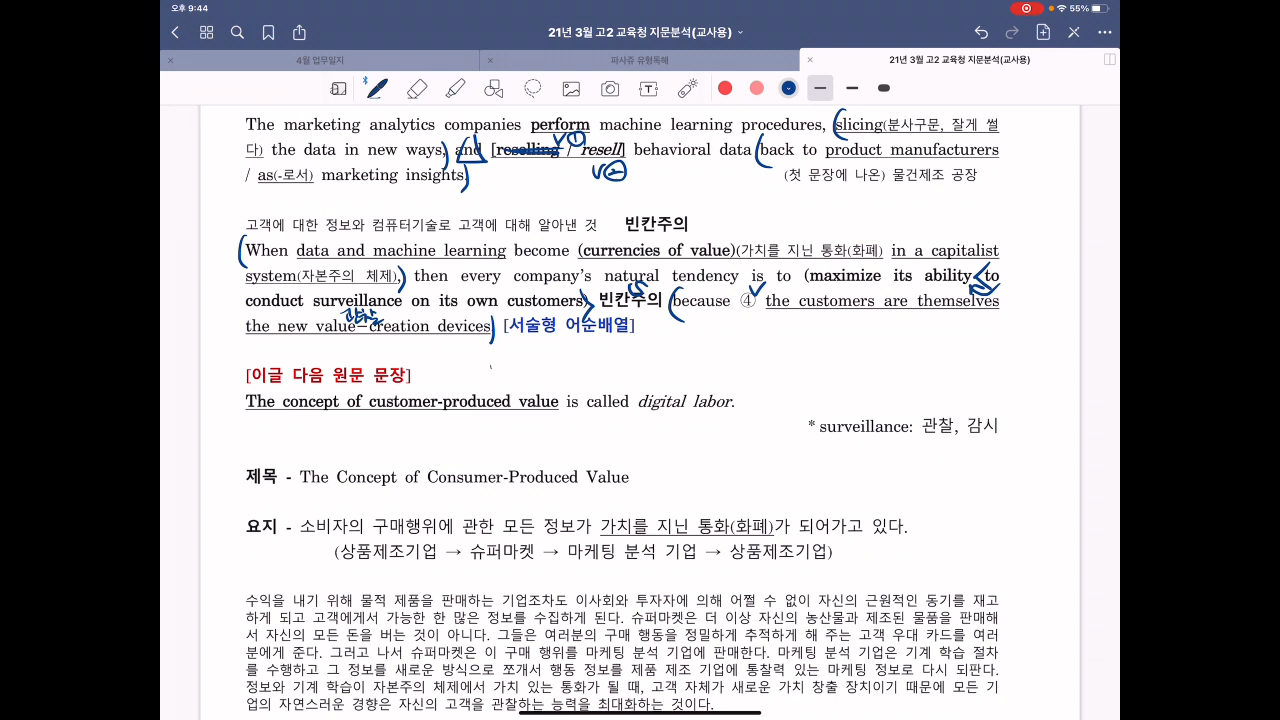 오후 9:44
55%
21년 3월 고2 교육청 지문분석(교사용)
4월 업무일지
파사쥬 유형독해
21년 3월 고2 교육청 지문분석(교사용)
The marketing analytics companies perform machine learning procedures, slicing(분사구문, 잘게 썰
다) the data in new ways, and [reselling / resell] behavioral data back to product manufacturers
/ as(-로서) marketing insights.
(첫 문장에 나온) 물건제조 공장
고객에 대한 정보와 컴퓨터기술로 고객에 대해 알아낸 것 빈칸주의
When data and machine learning become (currencies of value)(가치를 지닌 통화(화폐) in a capitalist
system(자본주의 체제), then every company's natural tendency is to (maximize its ability to
conduct surveillance on its own customers) 빈칸주의 because ④ the customers are themselves
관찰
the new value-creation devices. [서술형 어순배열]
[이글 다음 원문 문장]
The concept of customer-produced value is called digital labor.
* surveillance: 관찰, 감시
제목 - The Concept of Consumer-Produced Value
요지 - 소비자의 구매행위에 관한 모든 정보가 가치를 지닌 통화(화폐)가 되어가고 있다.
(상품제조기업 → 슈퍼마켓 → 마케팅 분석 기업 → 상품제조기업)
수익을 내기 위해 물적 제품을 판매하는 기업조차도 이사회와 투자자에 의해 어쩔 수 없이 자신의 근원적인 동기를 재고
하게 되고 고객에게서 가능한 한 많은 정보를 수집하게 된다. 슈퍼마켓은 더 이상 자신의 농산물과 제조된 물품을 판매해
서 자신의 모든 돈을 버는 것이 아니다. 그들은 여러분의 구매 행동을 정밀하게 추적하게 해 주는 고객 우대 카드를 여러
분에게 준다. 그러고 나서 슈퍼마켓은 이 구매 행위를 마케팅 분석 기업에 판매한다. 마케팅 분석 기업은 기계 학습 절차
를 수행하고 그 정보를 새로운 방식으로 쪼개서 행동 정보를 제품 제조 기업에 통찰력 있는 마케팅 정보로 다시 되판다.
정보와 기계 학습이 자본주의 체제에서 가치 있는 통화가 될 때, 고객 자체가 새로운 가치 창출 장치이기 때문에 모든 기
업의 자연스러운 경향은 자신의 고객을 관찰하는 능력을 최대화하는 것이다.